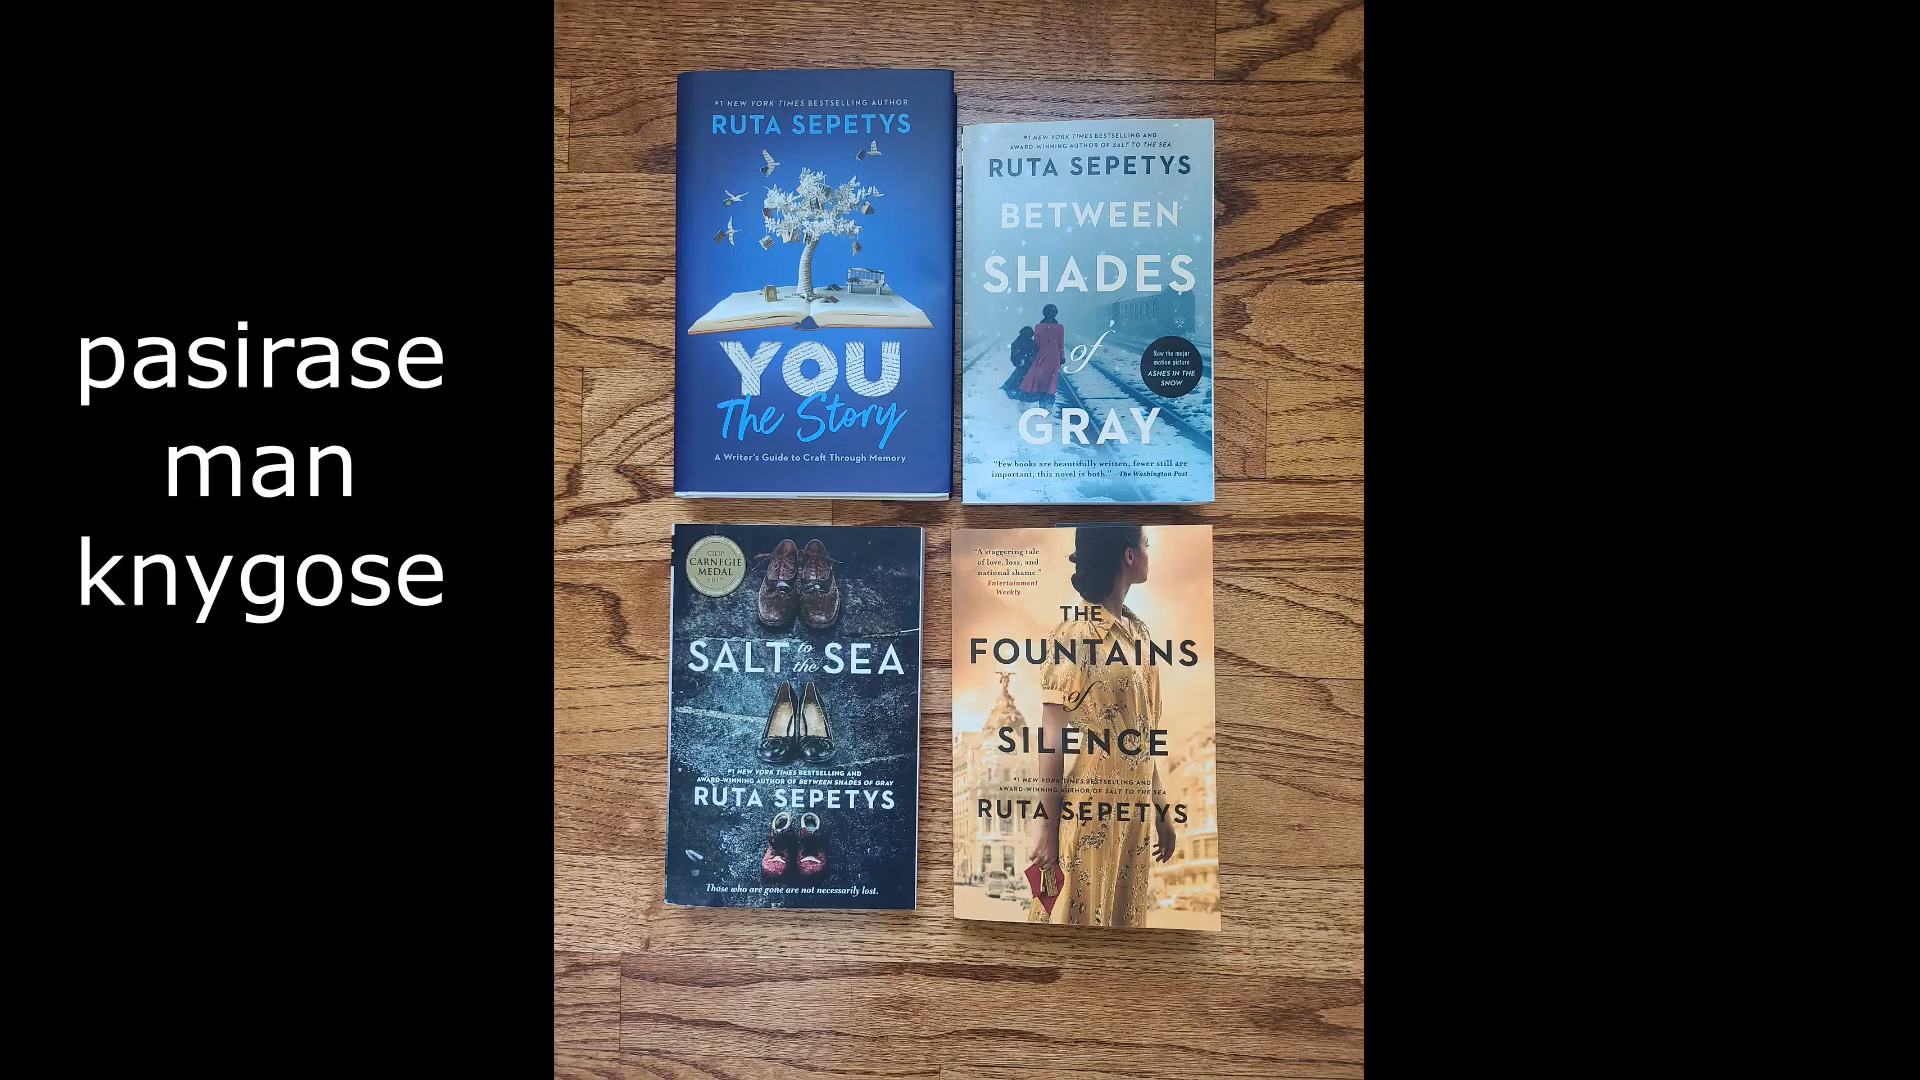 pasirase
man
knygose
#1 NEW YORK TIMES BESTSELLING AUTHOR
RUTA SEPETYS
YOU
The Story
A Writer's Guide to Craft Through Memory
#1 NEW YORK TIMES BESTSELLING AND
AWARD-WINNING AUTHOR OF SALT TO THE SEA
RUTA SEPETYS
BETWEEN
SHADES
of
GRAY
Now the major
motion picture
ASHES IN THE
SNOW
"Few books are beautifully written, fewer still are
important; this novel is both." —The Washington Post
CILIP
CARNEGIE
MEDAL
2017
SALT to the SEA
#1 NEW YORK TIMES BESTSELLING AND
AWARD-WINNING AUTHOR OF BETWEEN SHADES OF GRAY
RUTA SEPETYS
Those who are gone are not necessarily lost.
"A staggering tale
of love, loss, and
national shame."
Entertainment
Weekly
THE
FOUNTAINS
of
SILENCE
#1 NEW YORK TIMES BESTSELLING AND
AWARD-WINNING AUTHOR OF SALT TO THE SEA
RUTA SEPETYS